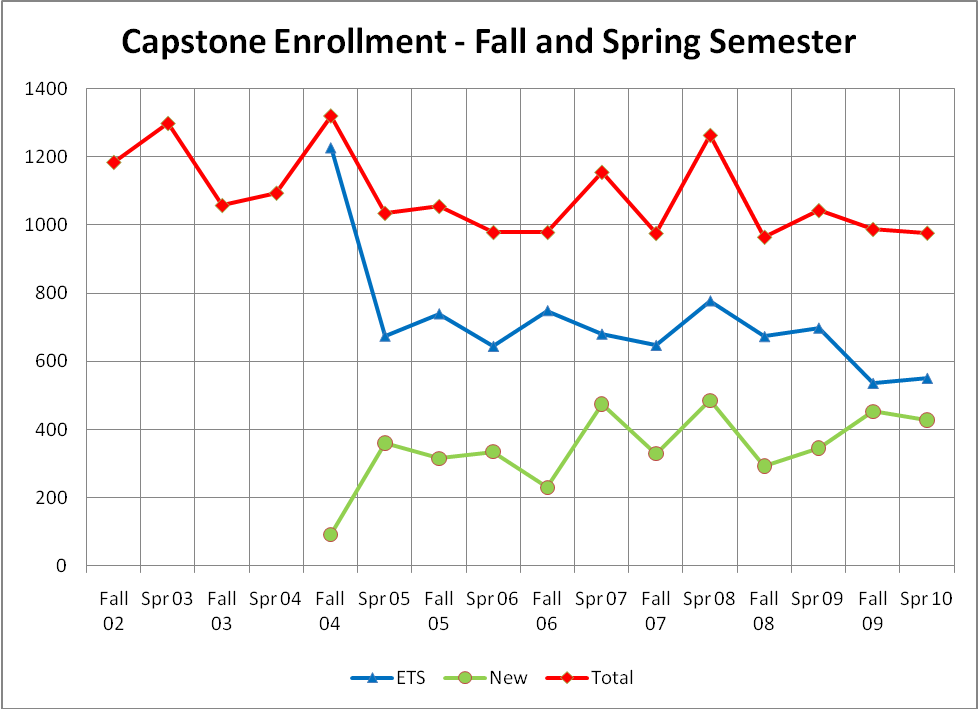 Capstone Enrollment - Fall and Spring Semester
1400
1200
1000
800
600
400
200
0
Fall 02
Spr 03
Fall 03
Spr 04
Fall 04
Spr 05
Fall 05
Spr 06
Fall 06
Spr 07
Fall 07
Spr 08
Fall 08
Spr 09
Fall 09
Spr 10
ETS New Total